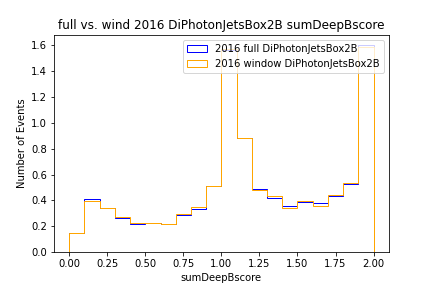 full vs. wind 2016 DiPhotonJetsBox2B sumDeepBscore
2016 full DiPhotonJetsBox2B
2016 window DiPhotonJetsBox2B
Number of Events
1.6
1.4
1.2
1.0
0.8
0.6
0.4
0.2
0.0
0.00 0.25 0.50 0.75 1.00 1.25 1.50 1.75 2.00
sumDeepBscore